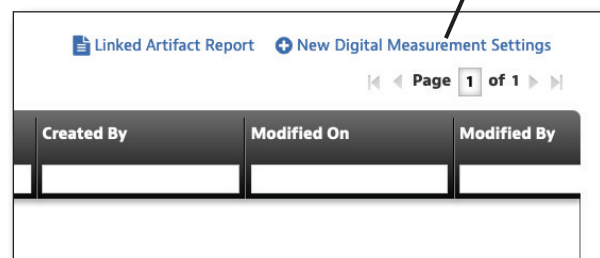 Linked Artifact Report New Digital Measurement Settings
Page 1 of 1
Created By Modified On Modified By